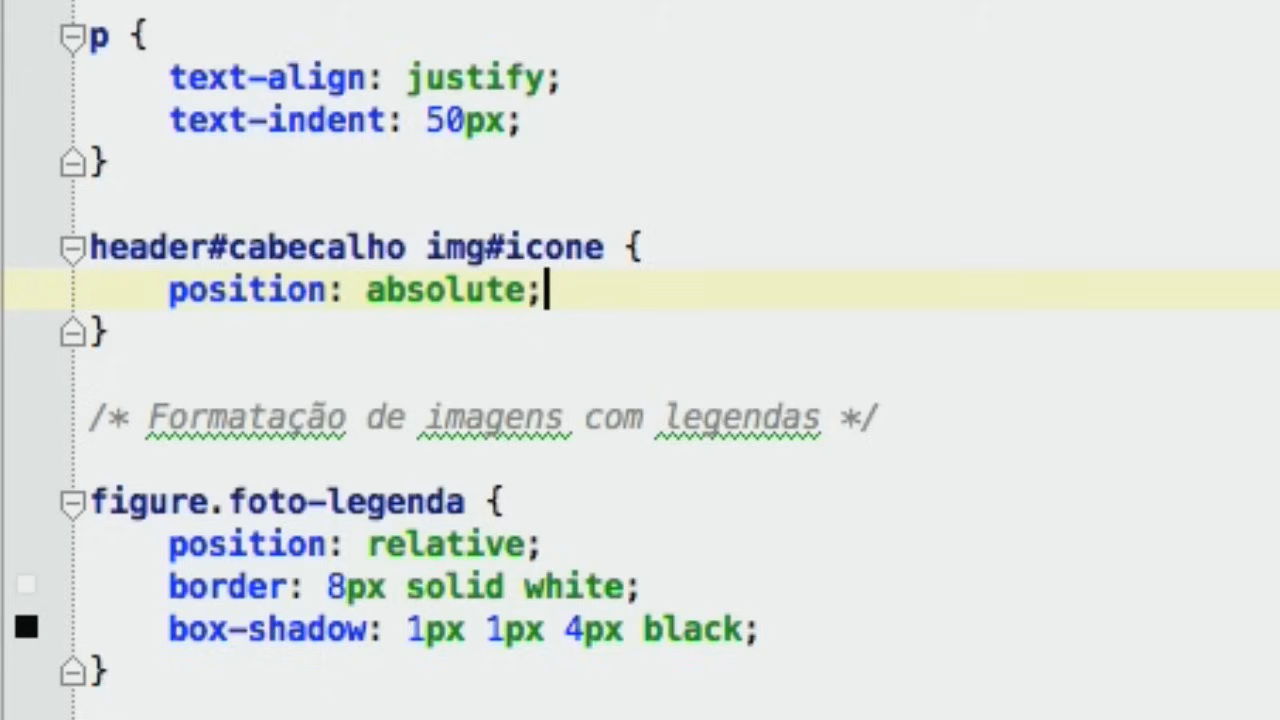 p {
    text-align: justify;
    text-indent: 50px;
}
header#cabecalho img#icone {
    position: absolute;
}
/* Formatação de imagens com legendas */
figure.foto-legenda {
    position: relative;
    border: 8px solid white;
    box-shadow: 1px 1px 4px black;
}